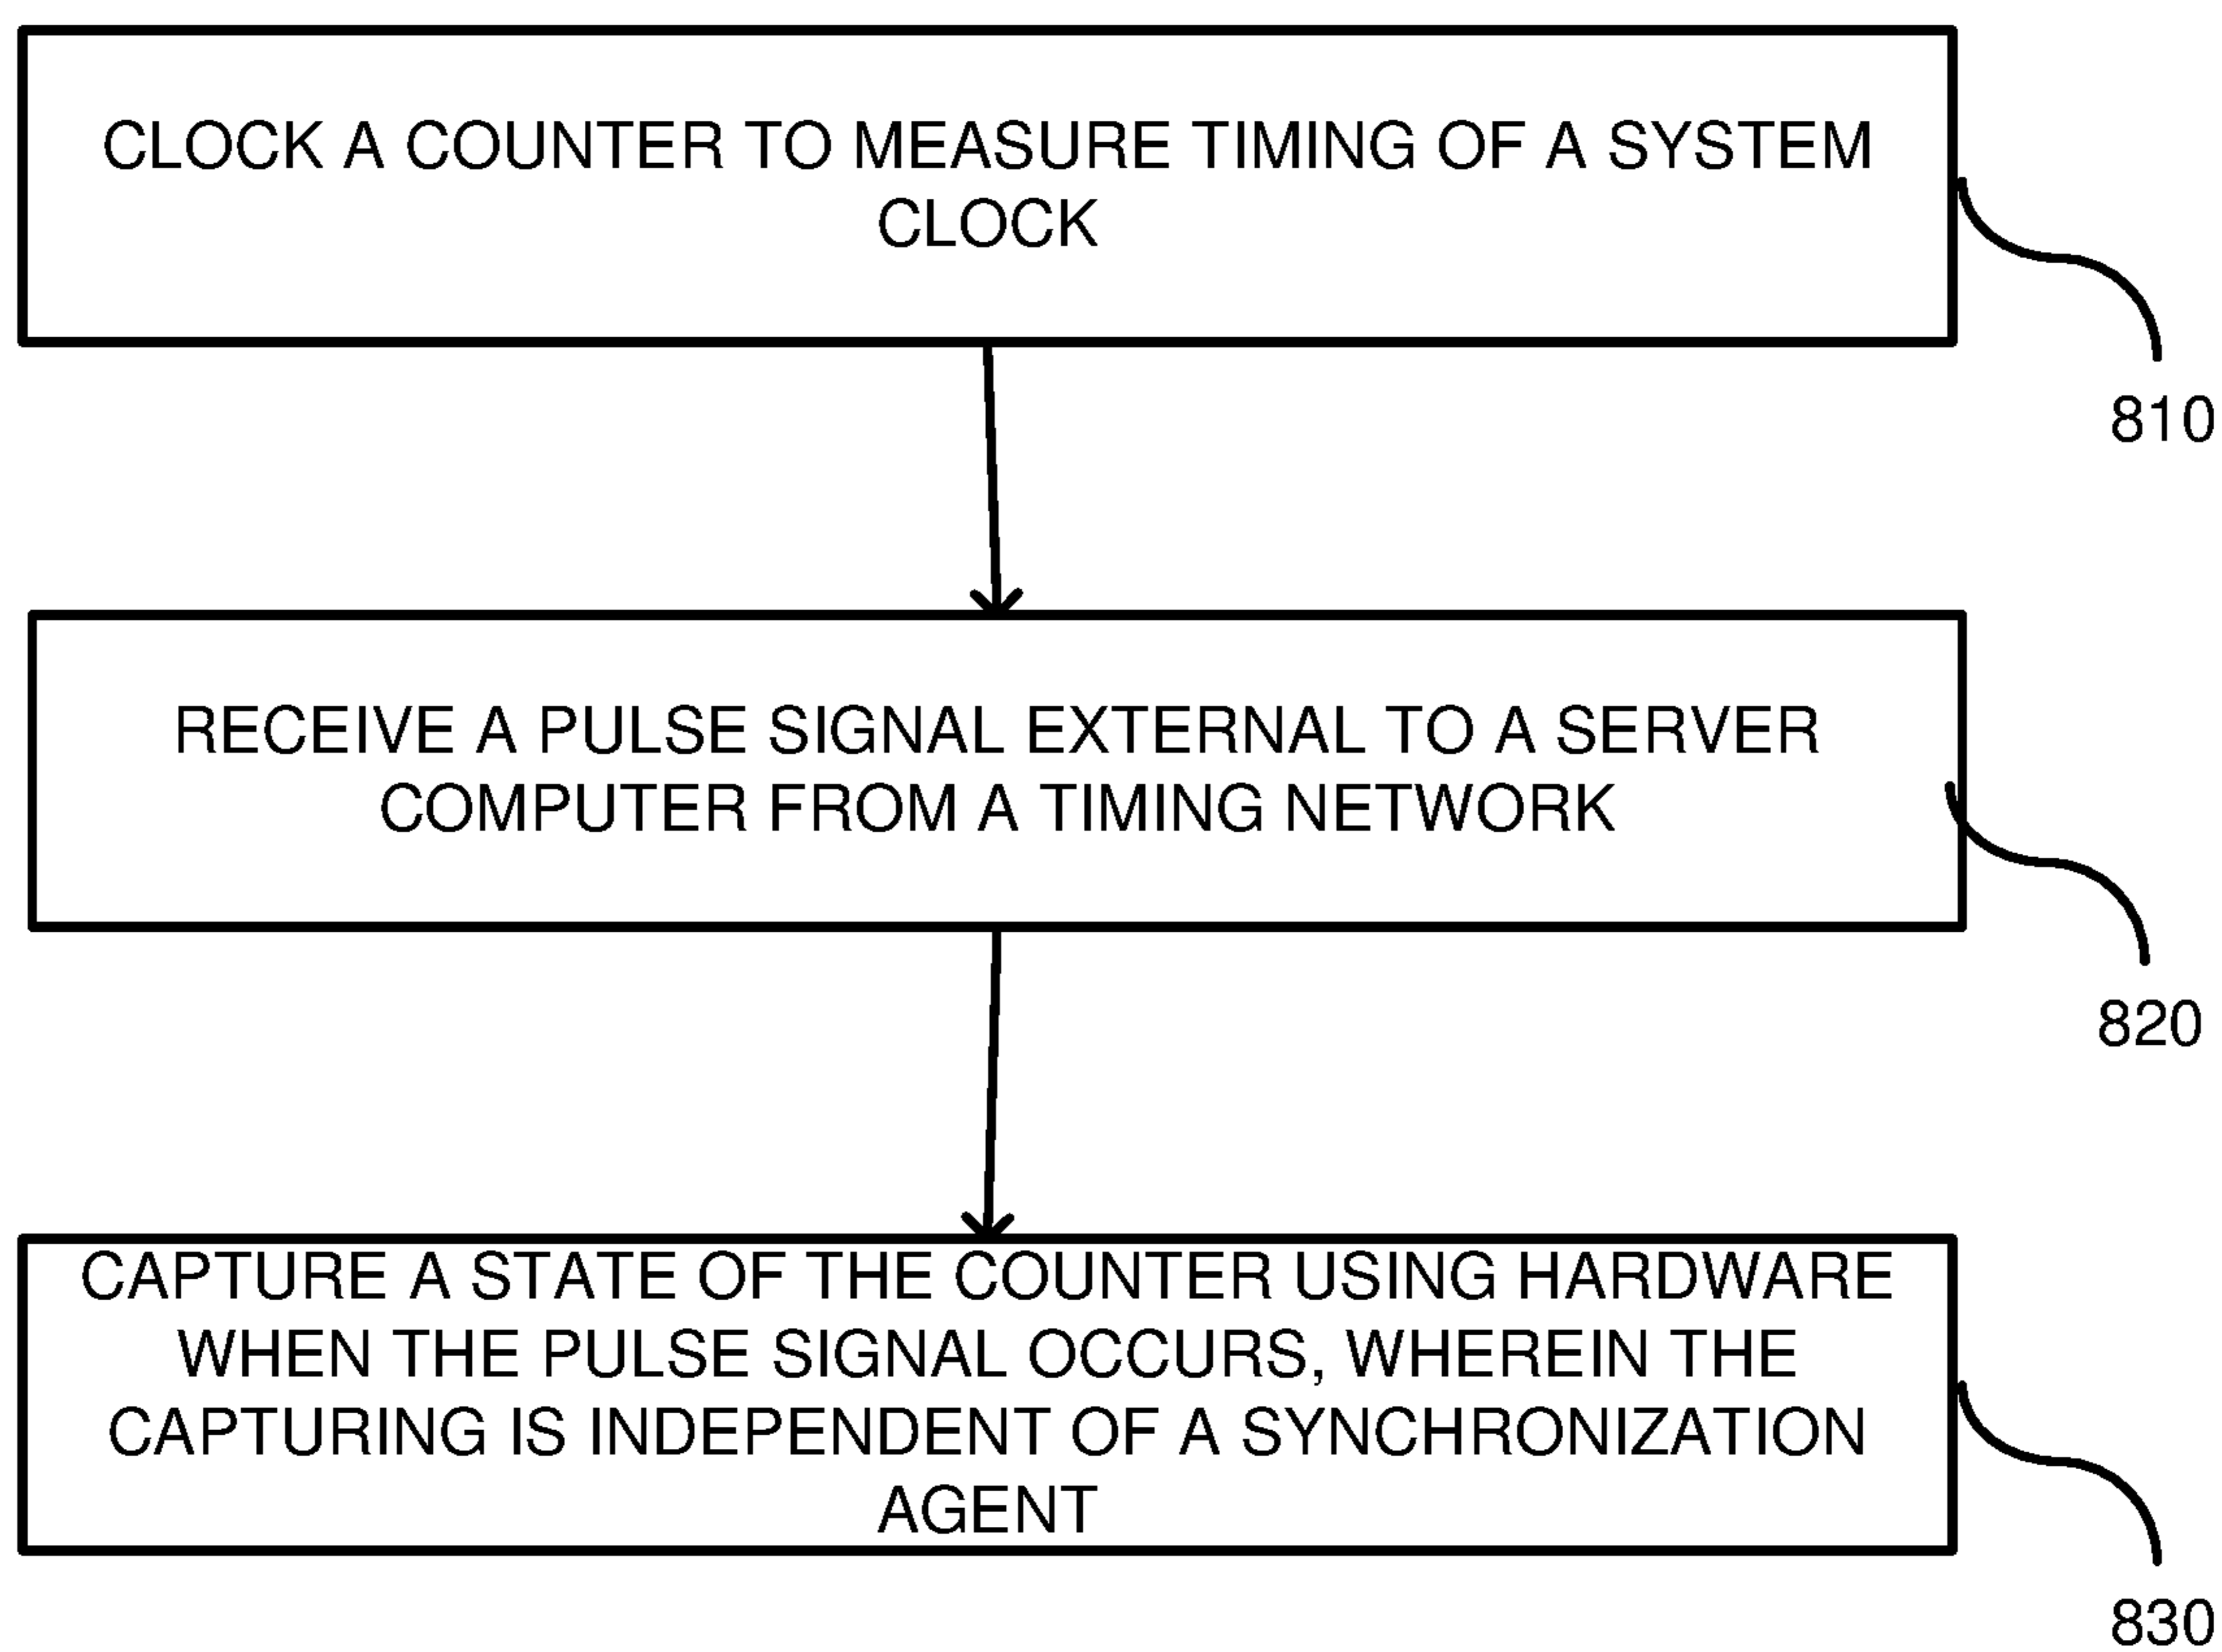 CLOCK A COUNTER TO MEASURE TIMING OF A SYSTEM
CLOCK
810
RECEIVE A PULSE SIGNAL EXTERNAL TO A SERVER
COMPUTER FROM A TIMING NETWORK
820
CAPTURE A STATE OF THE COUNTER USING HARDWARE
WHEN THE PULSE SIGNAL OCCURS, WHEREIN THE
CAPTURING IS INDEPENDENT OF A SYNCHRONIZATION
AGENT
830